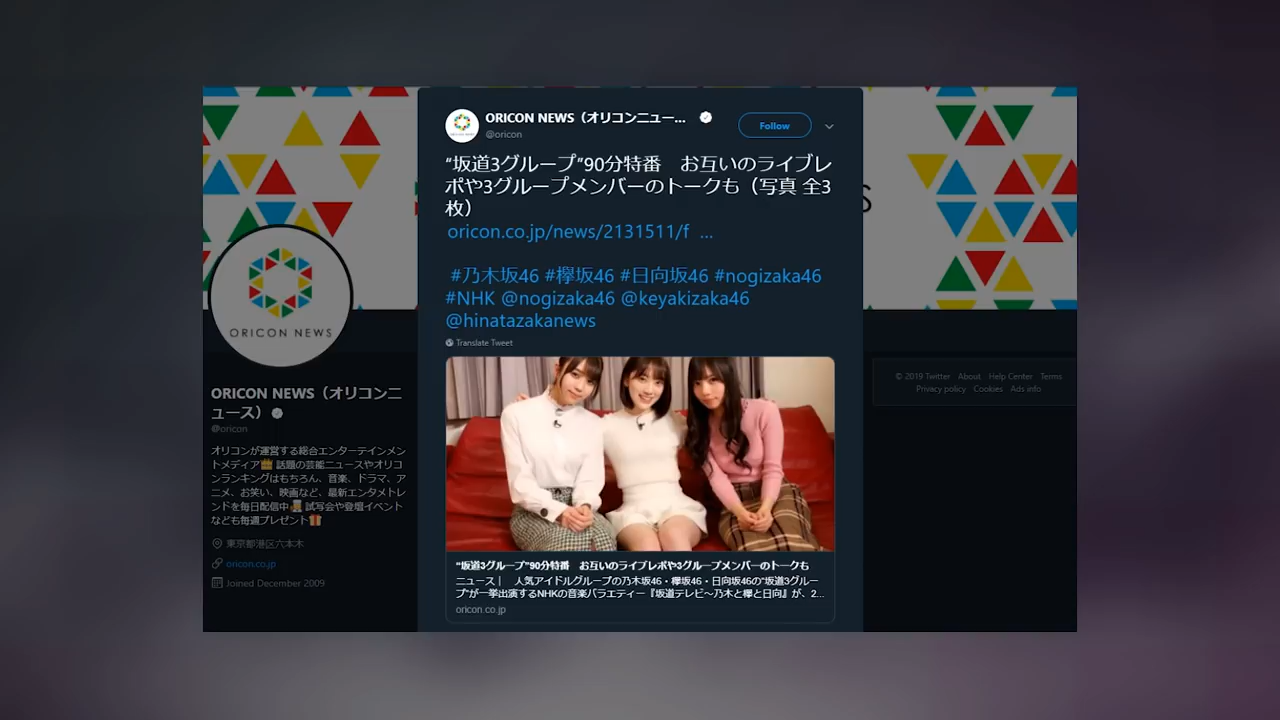 ORICON NEWS（オリコンニュー...
@oricon
Follow
“坂道3グループ”90分特番　お互いのライブレ
ポや3グループメンバーのトークも（写真 全3
枚）
oricon.co.jp/news/2131511/f ...
#乃木坂46 #欅坂46 #日向坂46 #nogizaka46
#NHK @nogizaka46 @keyakizaka46
@hinatazakanews
Translate Tweet
“坂道3グループ”90分特番　お互いのライブレポや3グループメンバーのトークも
ニュース｜　人気アイドルグループの乃木坂46・欅坂46・日向坂46の“坂道3グルー
プ”が一挙出演するNHKの音楽バラエティー『坂道テレビ～乃木と欅と日向』が、2...
oricon.co.jp
ORICON NEWS
ORICON NEWS（オリコンニ
ュース）
@oricon
オリコンが運営する総合エンターテインメン
トメディア 話題の芸能ニュースやオリコ
ンランキングはもちろん、音楽、ドラマ、ア
ニメ、お笑い、映画など、最新エンタメトレ
ンドを毎日配信中 試写会や登壇イベント
なども毎週プレゼント
東京都港区六本木
oricon.co.jp
Joined December 2009
S
© 2019 Twitter About Help Center Terms
Privacy policy Cookies Ads info